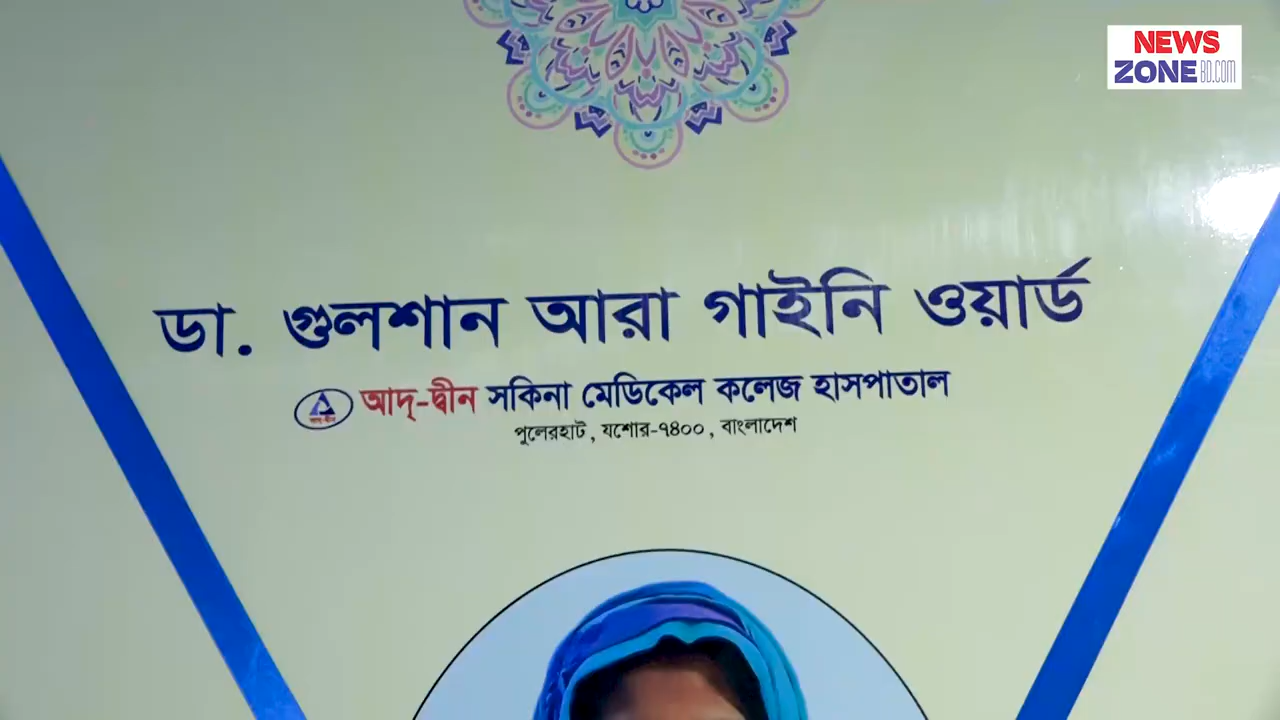 NEWS
ZONE BD.COM
ডা. গুলশান আরা গাইনি ওয়ার্ড
আদ্-দ্বীন সকিনা মেডিকেল কলেজ হাসপাতাল
পুলেরহাট, যশোর-৭৪০০, বাংলাদেশ